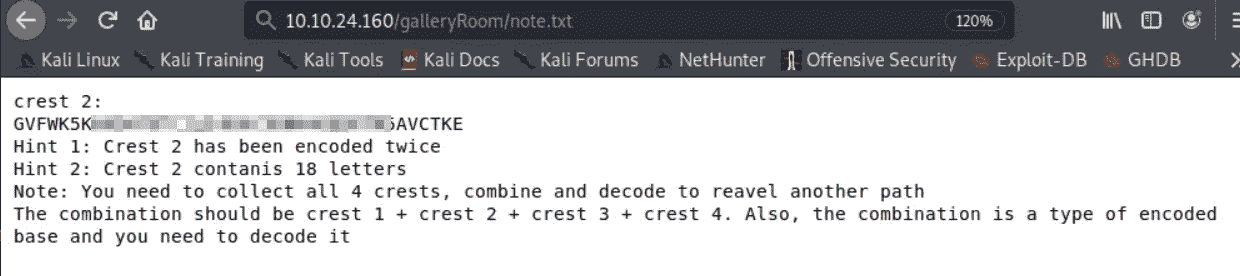 10.10.24.160/galleryRoom/note.txt 120%
Kali Linux Kali Training Kali Tools Kali Docs Kali Forums NetHunter Offensive Security Exploit-DB GHDB
crest 2:
GVFWK5K AVCTKE
Hint 1: Crest 2 has been encoded twice
Hint 2: Crest 2 contanis 18 letters
Note: You need to collect all 4 crests, combine and decode to reavel another path
The combination should be crest 1 + crest 2 + crest 3 + crest 4. Also, the combination is a type of encoded
base and you need to decode it